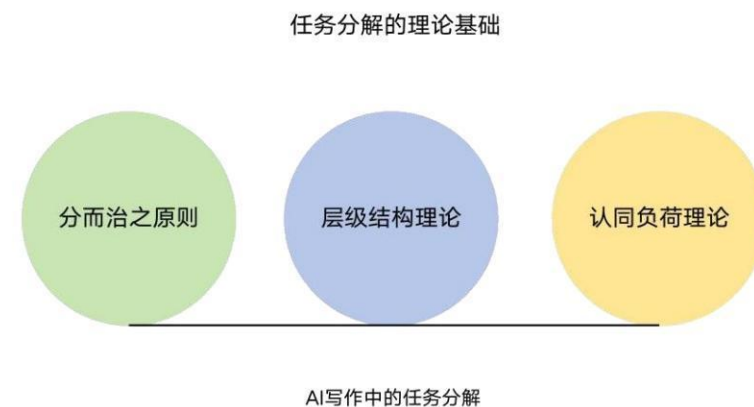 任务分解的理论基础
分而治之原则
层级结构理论
认同负荷理论
AI写作中的任务分解